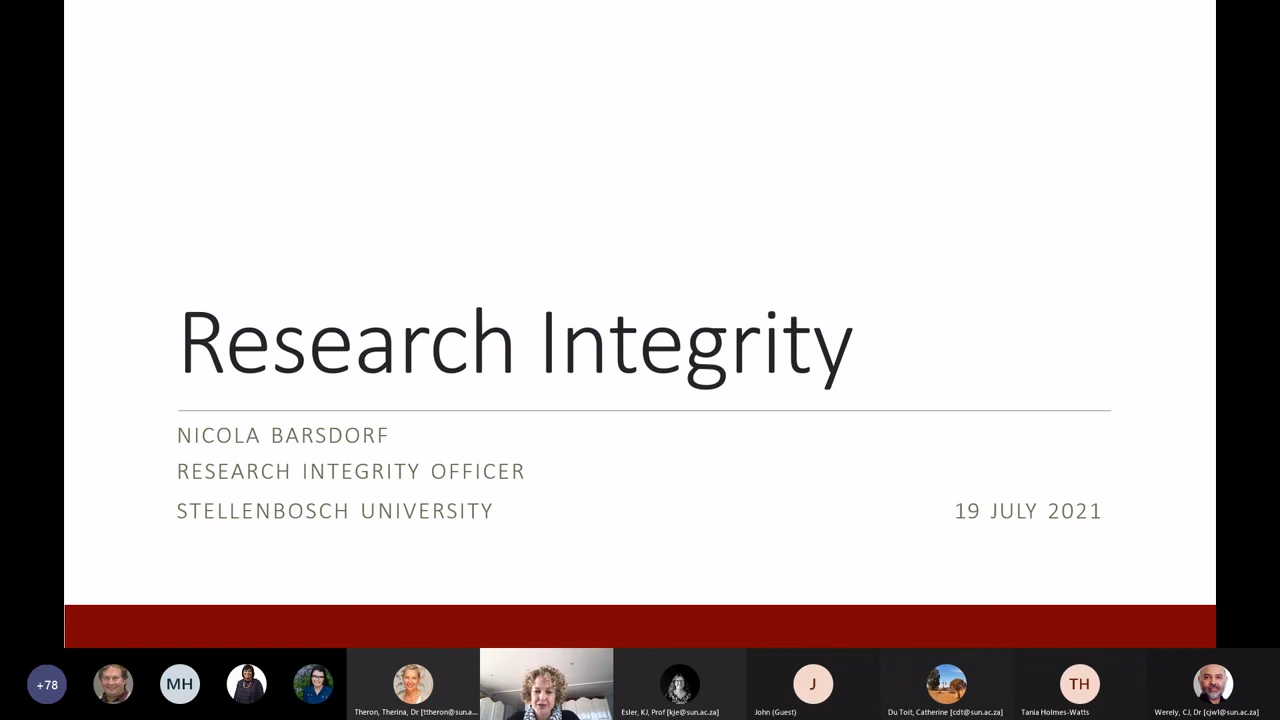 Research Integrity
NICOLA BARSDORF
RESEARCH INTEGRITY OFFICER
STELLENBOSCH UNIVERSITY 19 JULY 2021
+78
MH
Theron, Therina, Dr [ttheron@sun.a...
Esler, KJ, Prof [kje@sun.ac.za]
J
John (Guest)
Du Toit, Catherine [cdt@sun.ac.za]
TH
Tania Holmes-Watts
Werely, CJ, Dr [cjw1@sun.ac.za]